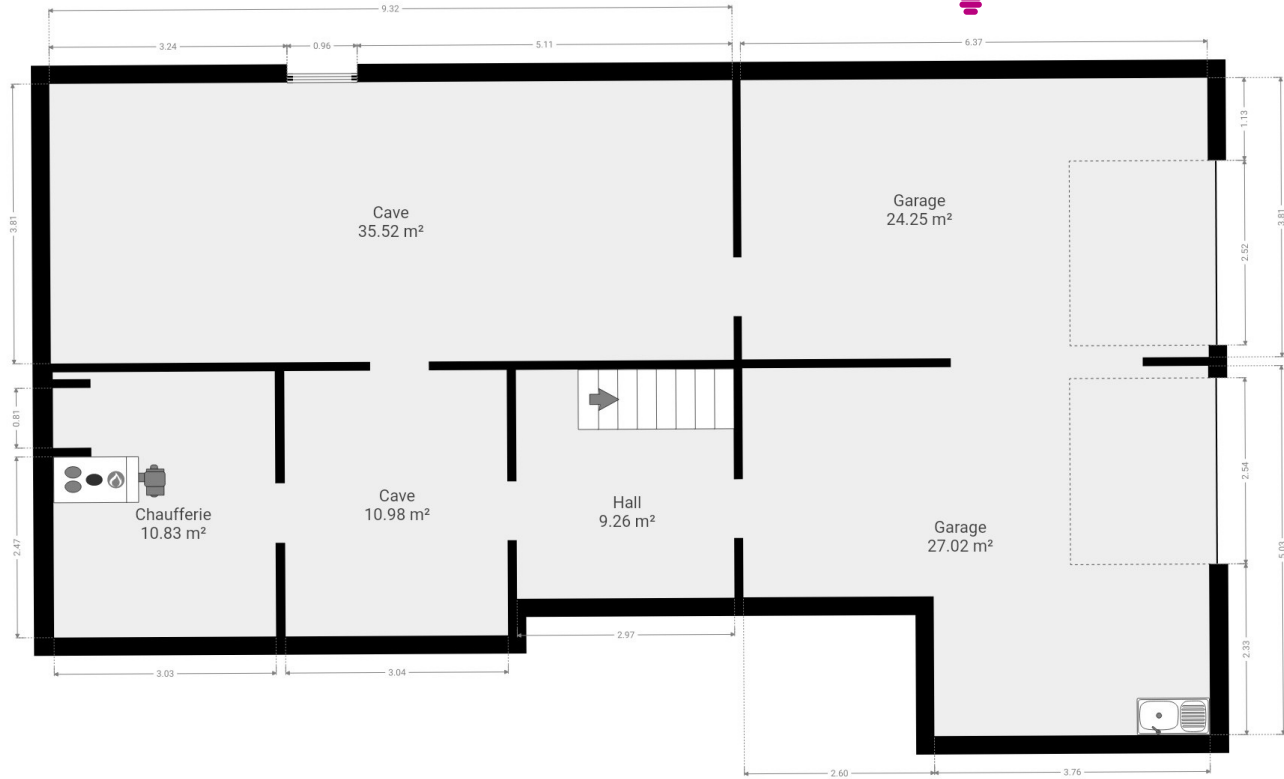 9.32
3.24
0.96
5.11
6.37
1.13
3.81
3.81
2.52
Cave
35.52 m²
Garage
24.25 m²
0.81
2.47
2.54
5.03
2.33
Chaufferie
10.83 m²
Cave
10.98 m²
Hall
9.26 m²
Garage
27.02 m²
2.97
3.03
3.04
2.60
3.76